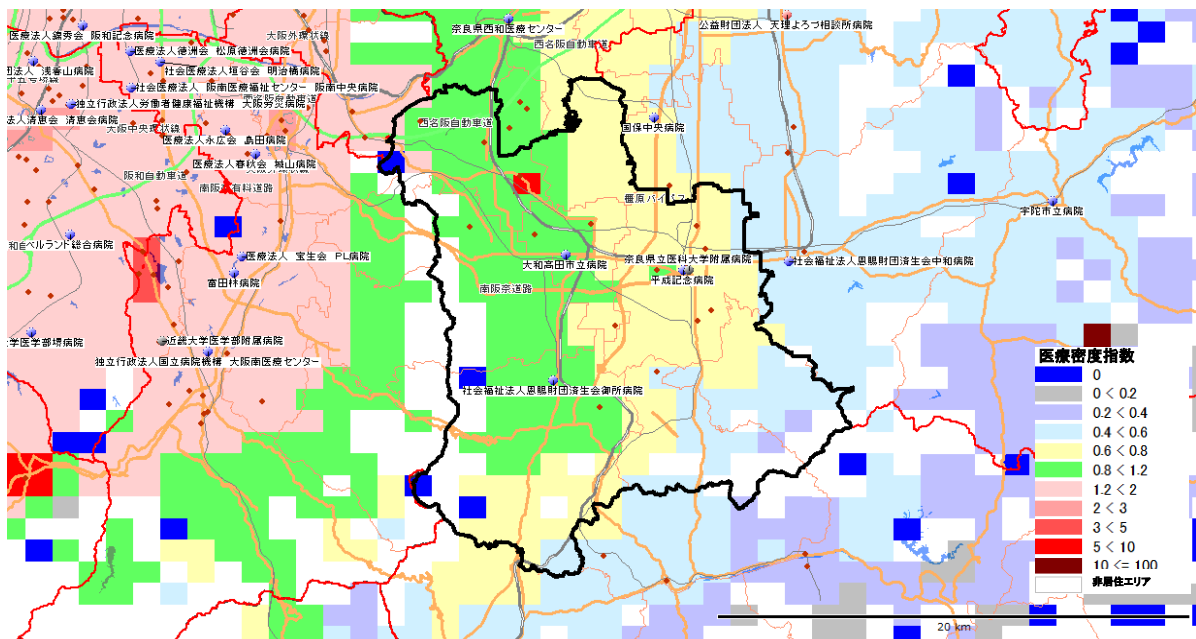 医療法人錦秀会 阪和記念病院
大阪外環状線
奈良県西和医療センター
公益財団法人 天理よろづ相談所病院
医療法人徳洲会 松原徳洲会病院
西名阪自動車道
団法人 浅香山病院
社会医療法人垣谷会 明治橋病院
社会医療法人 阪南医療福祉センター 阪南中央病院
独立行政法人労働者健康福祉機構 大阪労災病院
法人清恵会 清恵会病院
大阪中央環状線
西名阪自動車道
国保中央病院
医療法人永広会 島田病院
医療法人春秋会 城山病院
阪和自動車道
南阪奈有料道路
橿原バイパス
宇陀市立病院
和自
ベルランド総合病院
医療法人 宝生会 PL病院
大和高田市立病院
奈良県立医科大学附属病院
社会福祉法人恩賜財団済生会中和病院
富田林病院
平成記念病院
南阪奈道路
大学医学部堺病院
近畿大学医学部附属病院
独立行政法人国立病院機構 大阪南医療センター
社会福祉法人恩賜財団済生会御所病院
医療密度指数
0
0 < 0.2
0.2 < 0.4
0.4 < 0.6
0.6 < 0.8
0.8 < 1.2
1.2 < 2
2 < 3
3 < 5
5 < 10
10 <= 100
非居住エリア
20 km